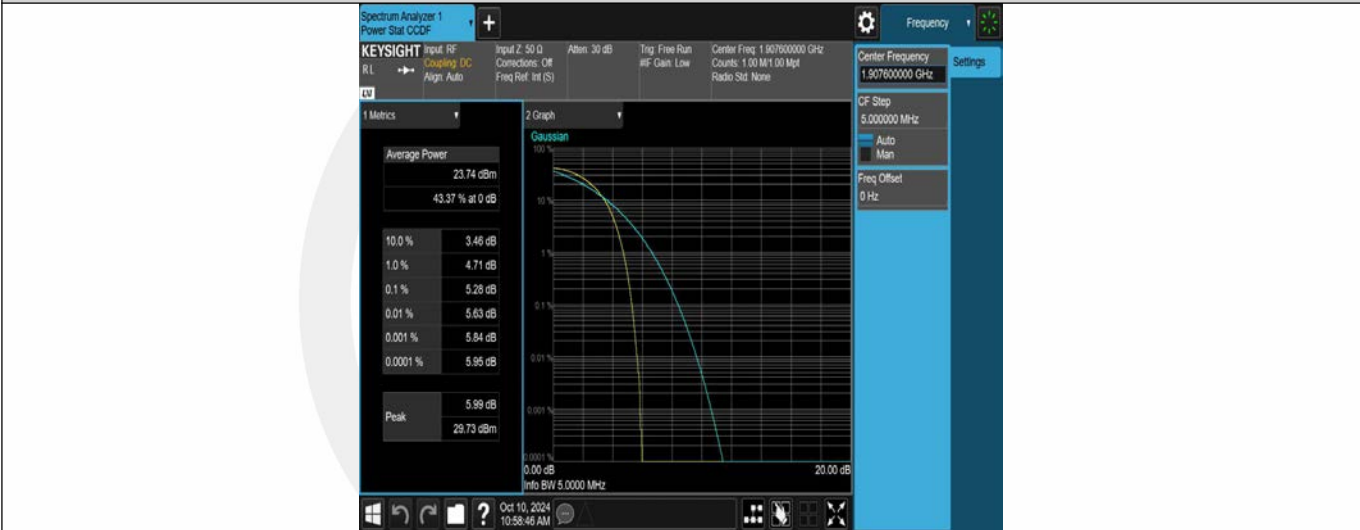 Spectrum Analyzer 1
Power Stat CCDF
+
Frequency
KEYSIGHT
RL
LXI
Input: RF
Coupling: DC
Align: Auto
Input Z: 50 Ω
Corrections: Off
Freq Ref: Int (S)
Atten: 30 dB
Trig: Free Run
#IF Gain: Low
Center Freq: 1.907600000 GHz
Counts: 1.00 M/1.00 Mpt
Radio Std: None
Center Frequency
1.907600000 GHz
Settings
CF Step
5.000000 MHz
Auto
Man
Freq Offset
0 Hz
1 Metrics
Average Power
23.74 dBm
43.37 % at 0 dB
10.0 % 3.46 dB
1.0 % 4.71 dB
0.1 % 5.28 dB
0.01 % 5.63 dB
0.001 % 5.84 dB
0.0001 % 5.95 dB
Peak
5.99 dB
29.73 dBm
2 Graph
Gaussian
100 %
10 %
1 %
0.1 %
0.01 %
0.001 %
0.0001 %
0.00 dB 20.00 dB
Info BW 5.0000 MHz
?
Oct 10, 2024
10:58:46 AM